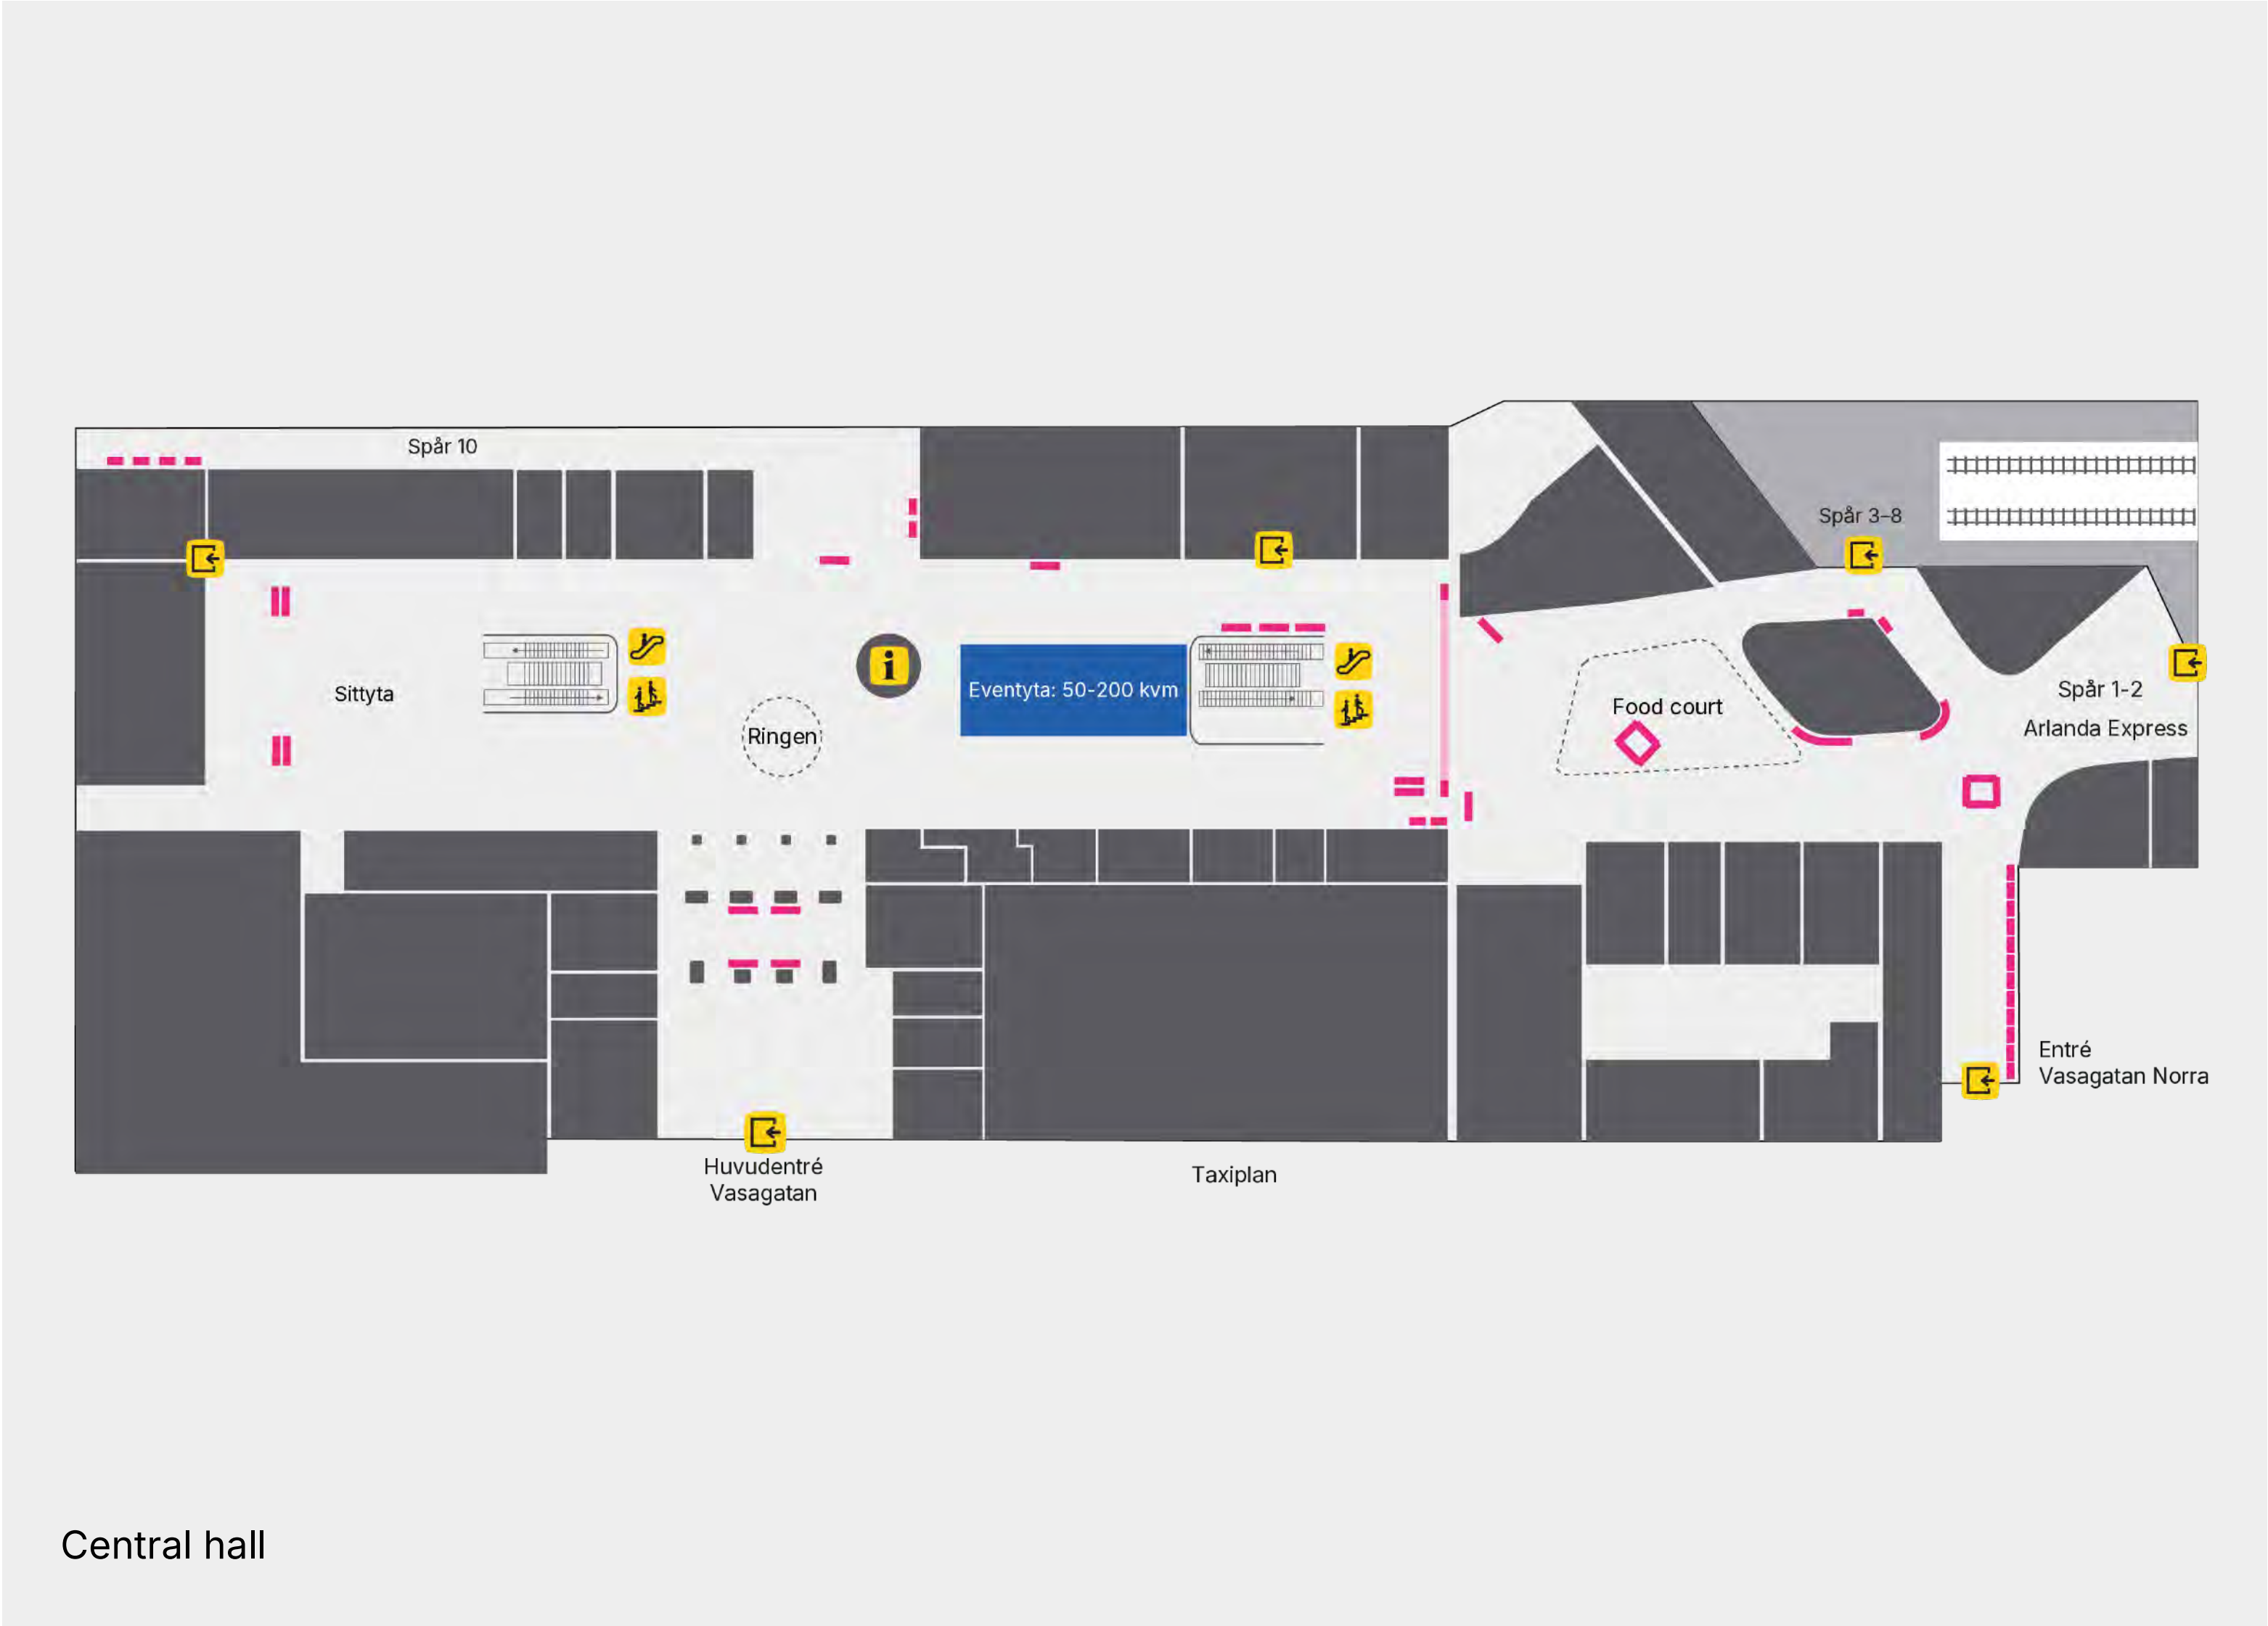 Spår 10
Spår 3–8
Sittyta
Eventyta: 50-200 kvm
Ringen
Food court
Spår 1-2
Arlanda Express
Entré
Vasagatan Norra
Huvudentré
Vasagatan
Taxiplan
Central hall